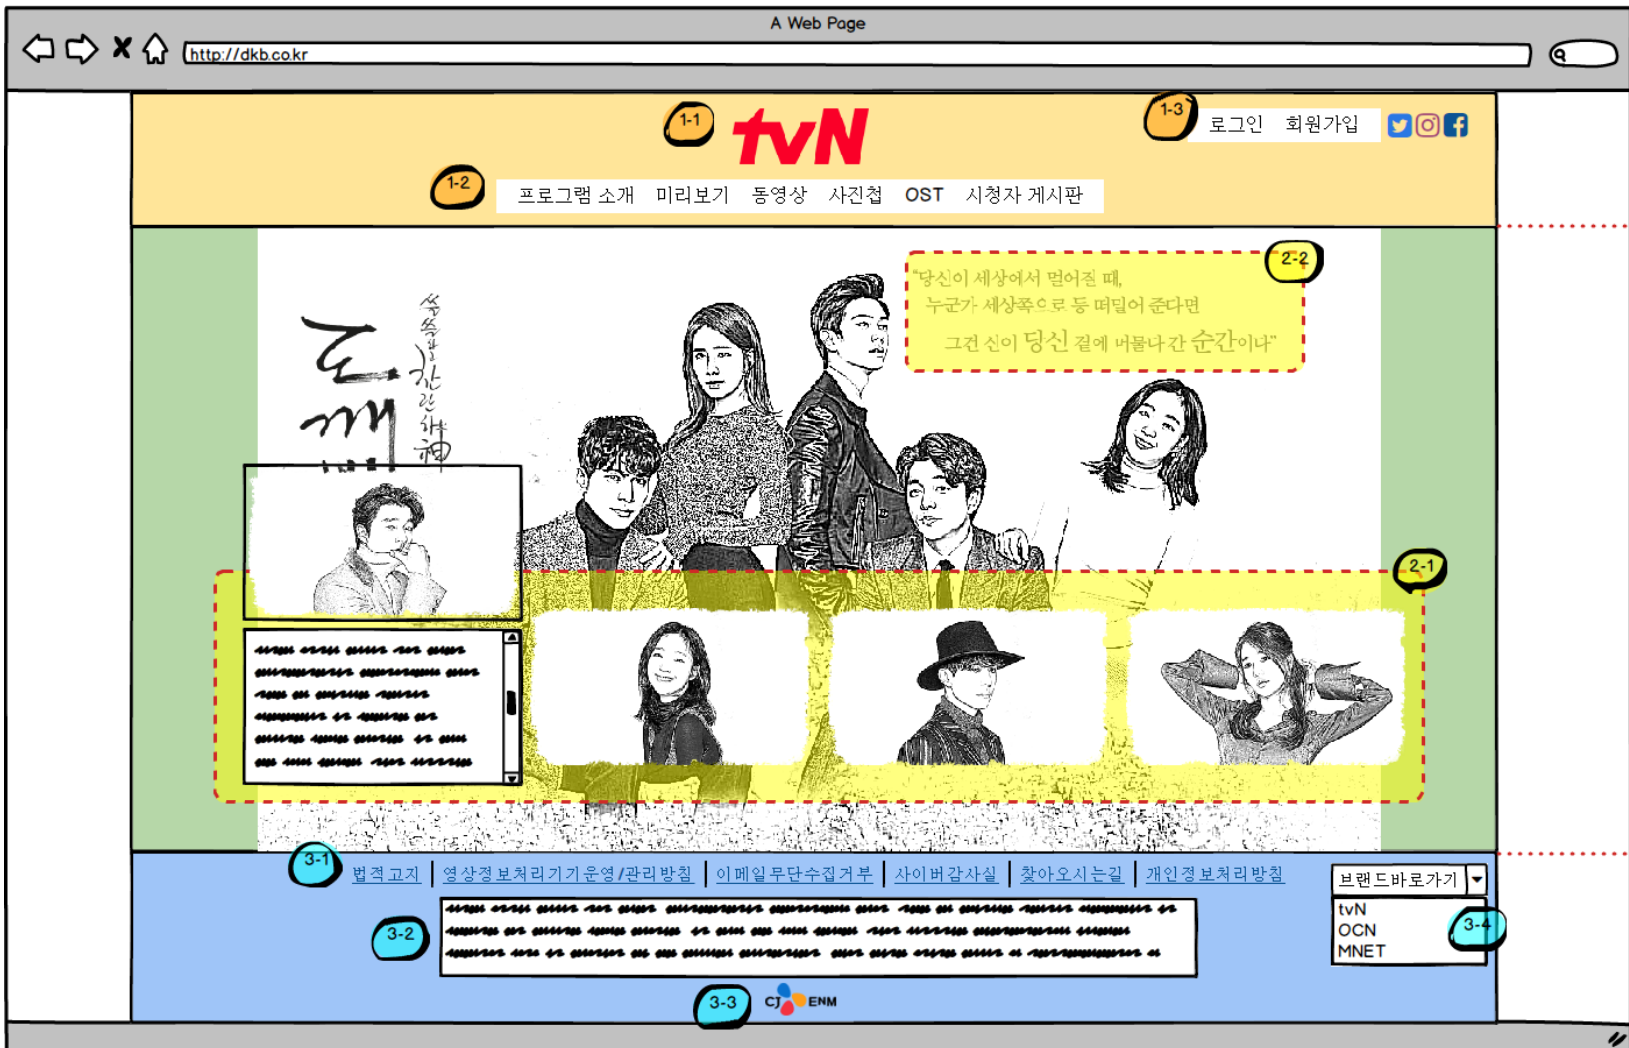 A Web Page
http://dkb.co.kr
1-1
tvN
1-3
로그인 회원가입
1-2
프로그램 소개 미리보기 동영상 사진첩 OST 시청자 게시판
2-2
“당신이 세상에서 멀어질 때,
누군가 세상쪽으로 등 떠밀어 준다면
그건 신이 당신 곁에 머물다 간 순간이다”
쓸쓸하고
찬란하神
도깨비
2-1
3-1
법적고지 영상정보처리기기운영/관리방침 이메일무단수집거부 사이버감사실 찾아오시는길 개인정보처리방침
브랜드바로가기
tvN
OCN
MNET
3-4
3-2
3-3
CJ ENM